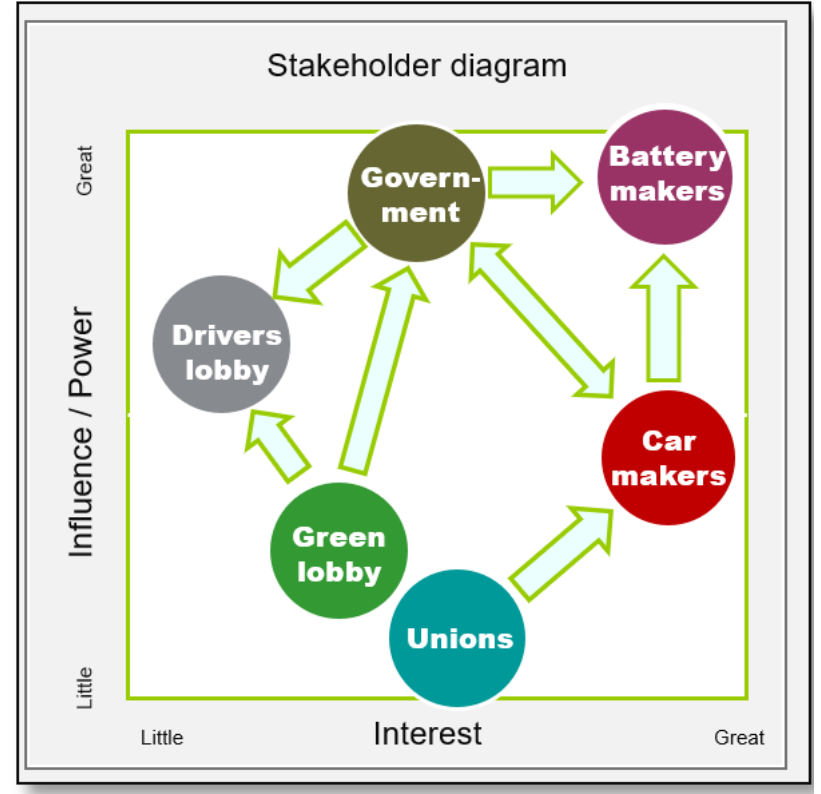 Stakeholder diagram
Great
Govern-
ment
Battery
makers
Drivers
lobby
Influence / Power
Car
makers
Green
lobby
Unions
Little
Little
Interest
Great